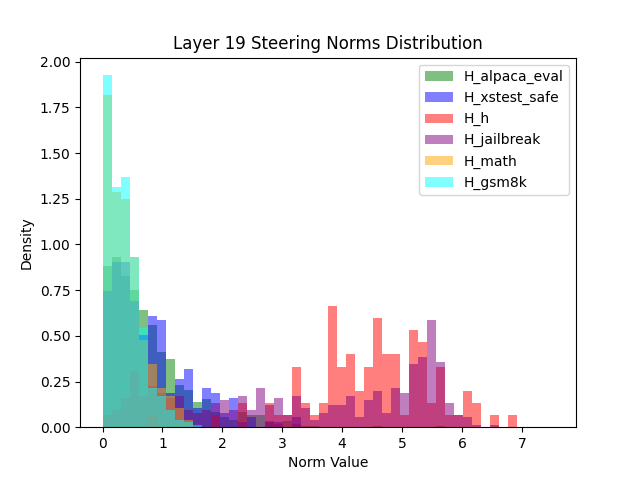 Layer 19 Steering Norms Distribution
H_alpaca_eval
H_xstest_safe
H_h
H_jailbreak
H_math
H_gsm8k
Density
2.00
1.75
1.50
1.25
1.00
0.75
0.50
0.25
0.00
0 1 2 3 4 5 6 7
Norm Value